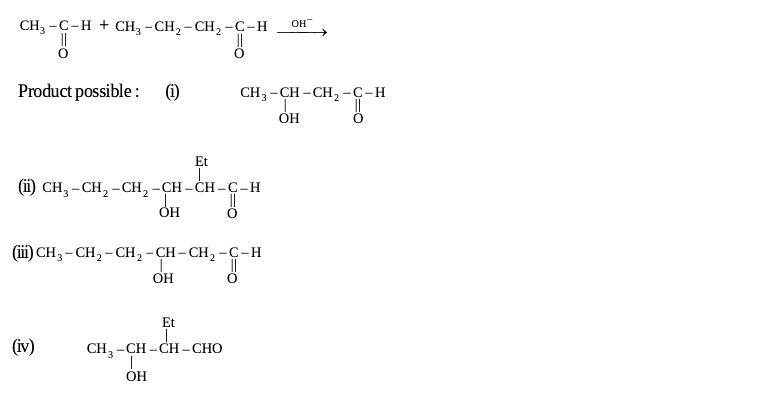 CH₃–C–H + CH₃–CH₂–CH₂–C–H OH⁻ →
|| ||
O O
Product possible : (i) CH₃–CH–CH₂–C–H
| ||
OH O
Et
|
(ii) CH₃–CH₂–CH₂–CH–CH–C–H
| ||
OH O
(iii) CH₃–CH₂–CH₂–CH–CH₂–C–H
| ||
OH O
Et
|
(iv) CH₃–CH–CH–CHO
|
OH